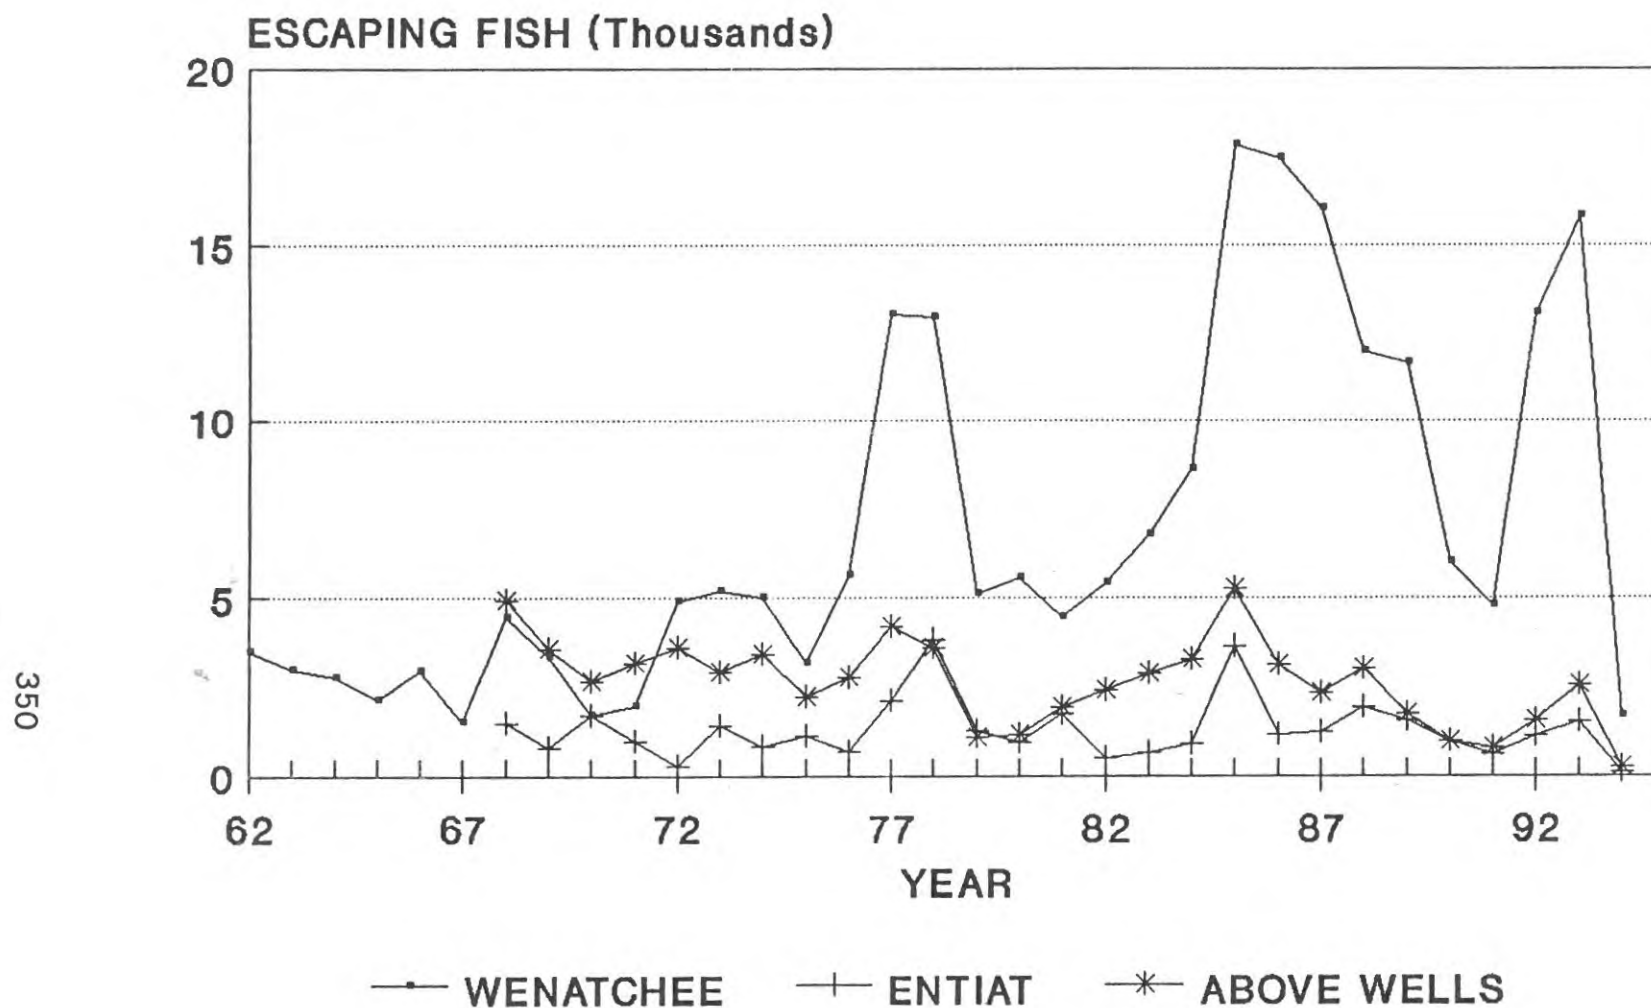 ESCAPING FISH (Thousands)
20
15
10
5
0
62 67 72 77 82 87 92
YEAR
WENATCHEE ENTIAT ABOVE WELLS
350